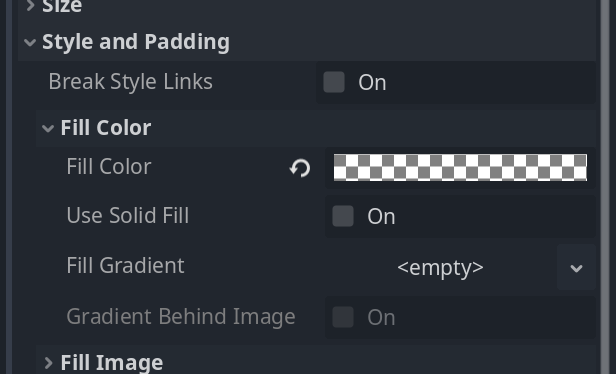 Size
Style and Padding
Break Style Links On
Fill Color
Fill Color
Use Solid Fill On
Fill Gradient <empty>
Gradient Behind Image On
Fill Image